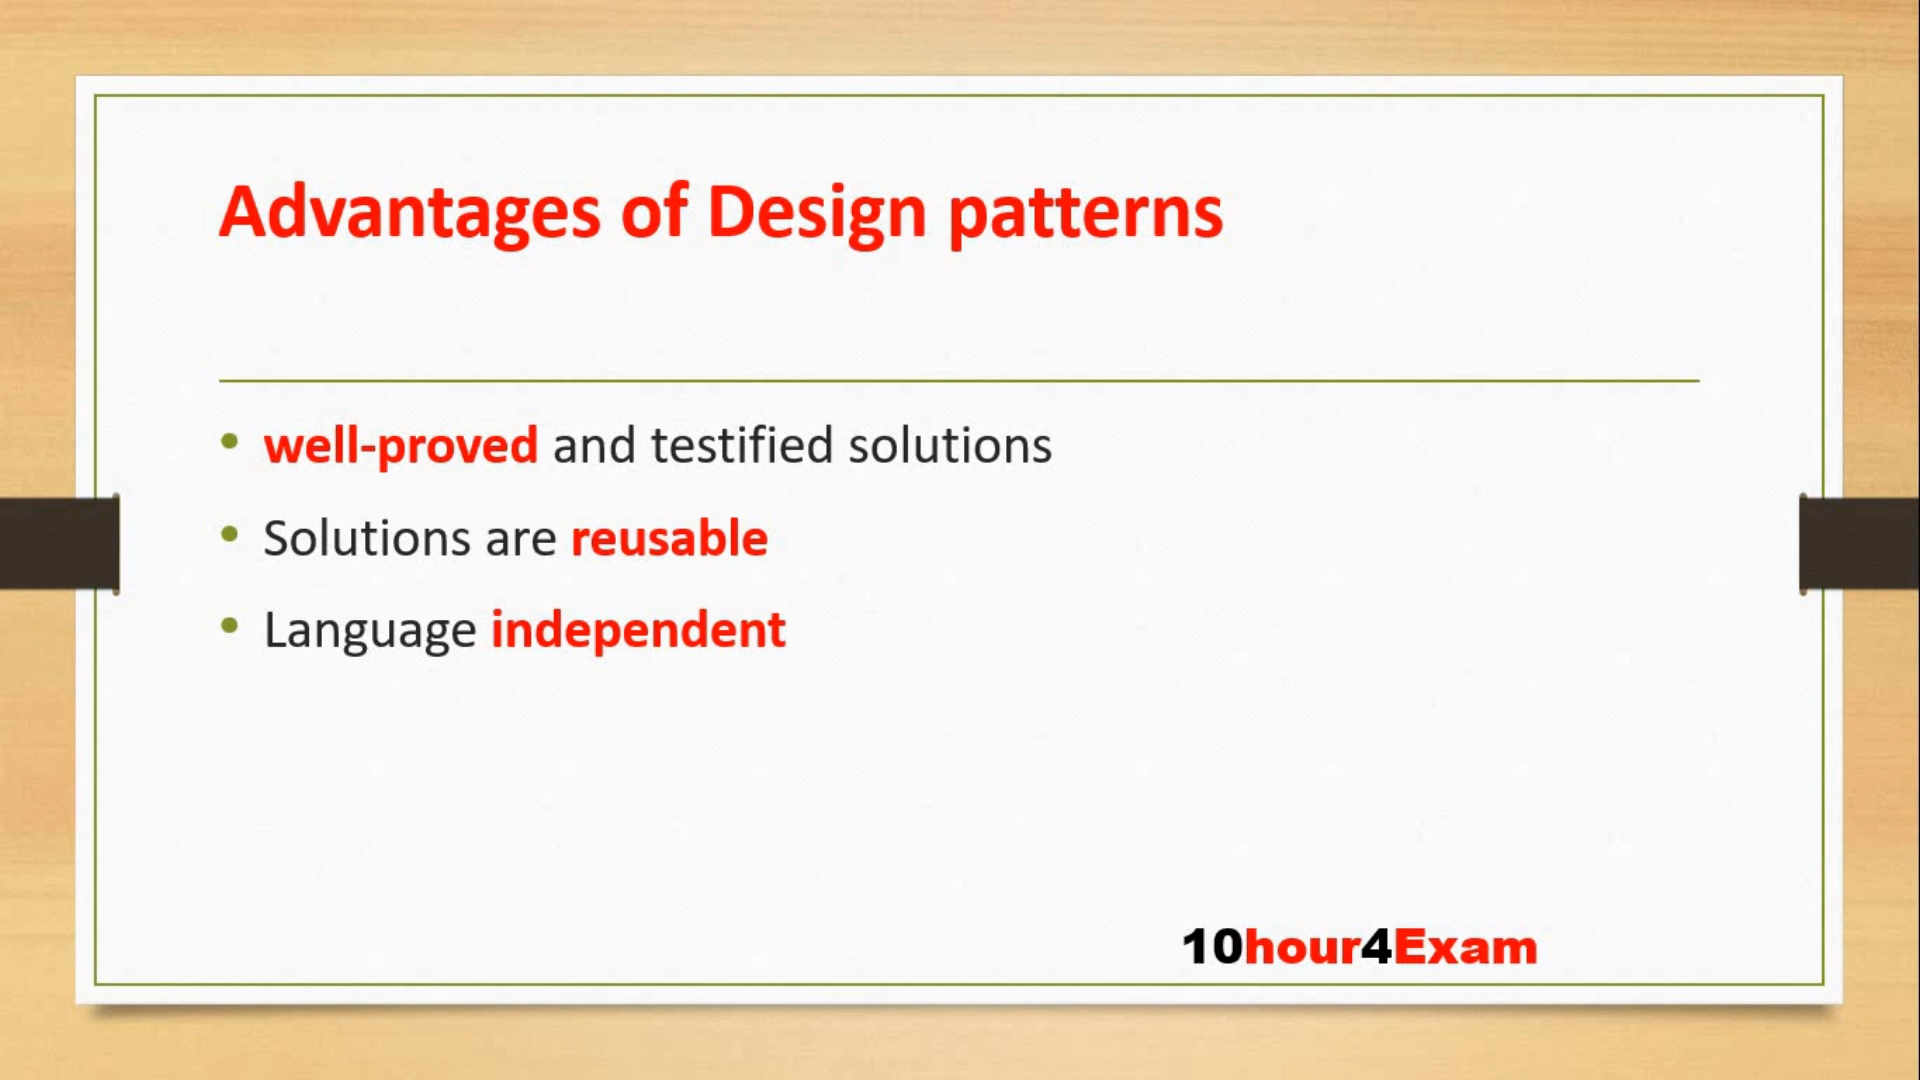 Advantages of Design patterns
• well-proved and testified solutions
• Solutions are reusable
• Language independent
10hour4Exam